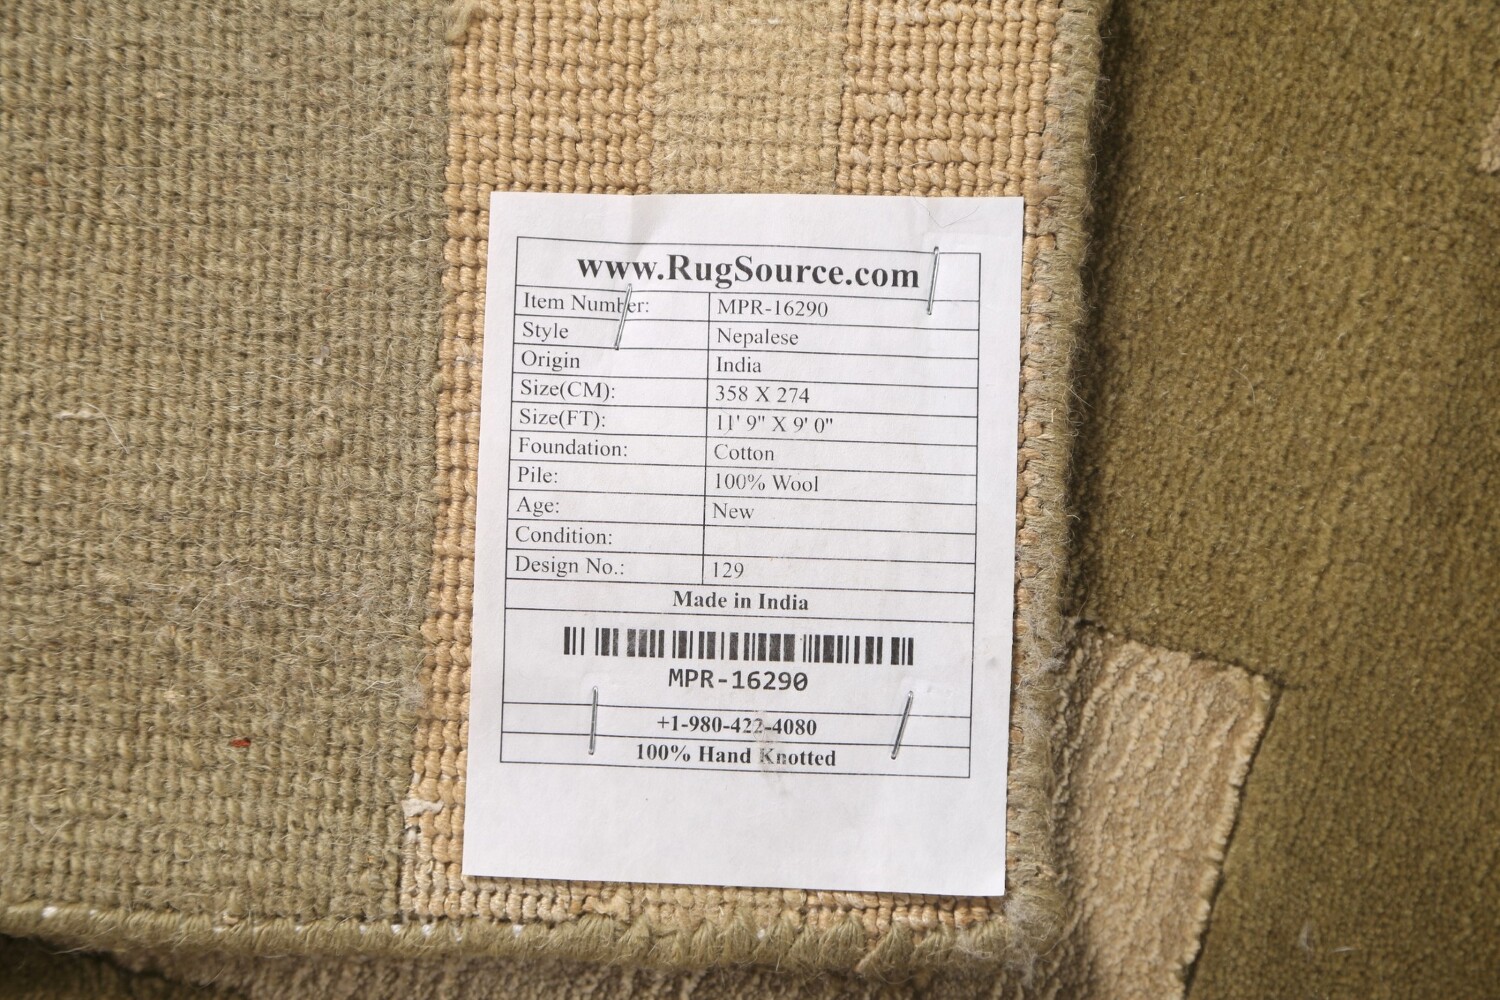 www.RugSource.com
Item Number: MPR-16290
Style Nepalese
Origin India
Size(CM): 358 X 274
Size(FT): 11' 9" X 9' 0"
Foundation: Cotton
Pile: 100% Wool
Age: New
Condition:
Design No.: 129
Made in India
MPR-16290
+1-980-422-4080
100% Hand Knotted